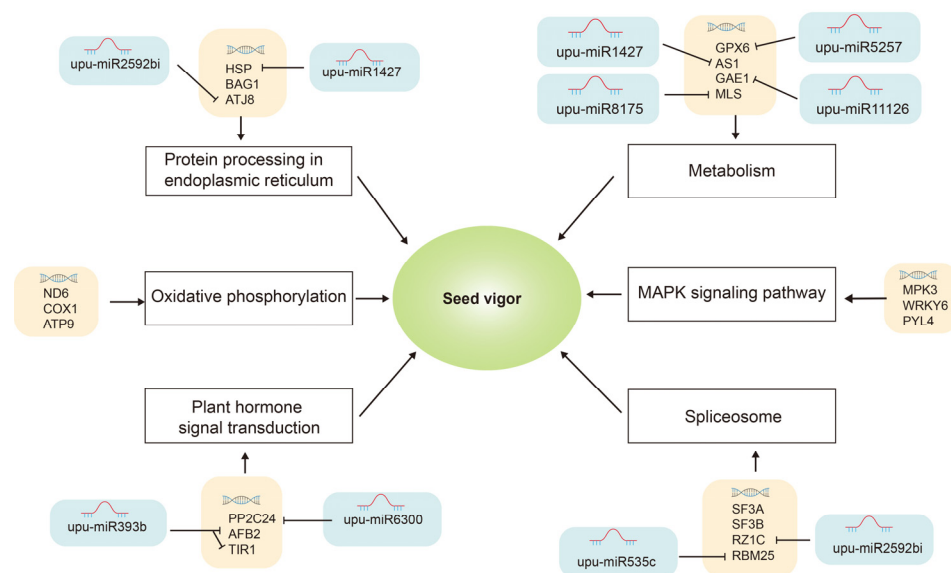 upu-miR2592bi
HSP
BAG1
ATJ8
upu-miR1427
upu-miR1427
GPX6
AS1
GAE1
MLS
upu-miR5257
upu-miR8175
upu-miR11126
Protein processing in
endoplasmic reticulum
Metabolism
ND6
COX1
ATP9
Oxidative phosphorylation
Seed vigor
MAPK signaling pathway
MPK3
WRKY6
PYL4
Plant hormone
signal transduction
Spliceosome
upu-miR393b
PP2C24
AFB2
TIR1
upu-miR6300
upu-miR535c
SF3A
SF3B
RZ1C
RBM25
upu-miR2592bi